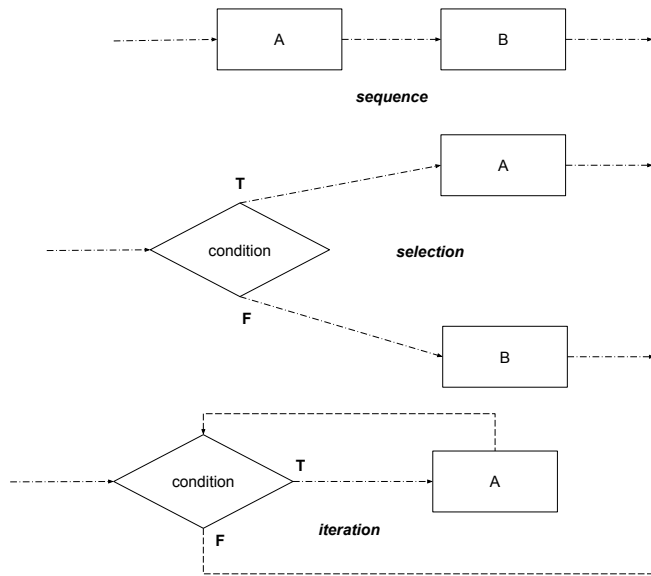 A
B
sequence
T
A
condition
selection
F
B
condition
T
A
iteration
F